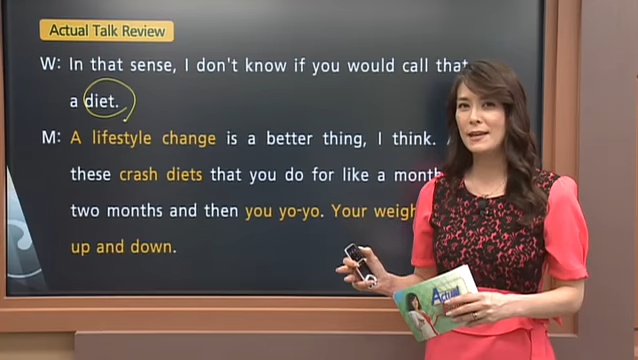 Actual Talk Review
W: In that sense, I don't know if you would call that
a diet.
M: A lifestyle change is a better thing, I think.
these crash diets that you do for like a month
two months and then you yo-yo. Your weigh
up and down.
Actual